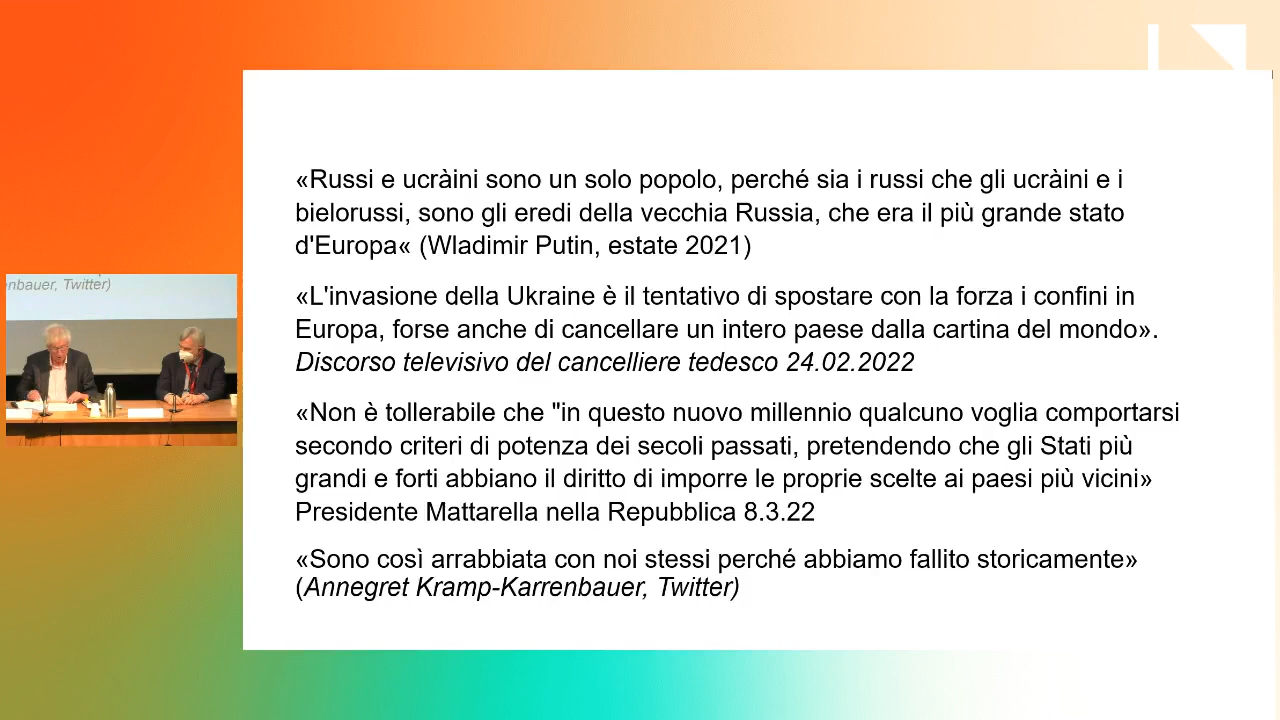 «Russi e ucràini sono un solo popolo, perché sia i russi che gli ucràini e i
bielorussi, sono gli eredi della vecchia Russia, che era il più grande stato
d'Europa« (Wladimir Putin, estate 2021)
«L'invasione della Ukraine è il tentativo di spostare con la forza i confini in
Europa, forse anche di cancellare un intero paese dalla cartina del mondo».
Discorso televisivo del cancelliere tedesco 24.02.2022
«Non è tollerabile che "in questo nuovo millennio qualcuno voglia comportarsi
secondo criteri di potenza dei secoli passati, pretendendo che gli Stati più
grandi e forti abbiano il diritto di imporre le proprie scelte ai paesi più vicini»
Presidente Mattarella nella Repubblica 8.3.22
«Sono così arrabbiata con noi stessi perché abbiamo fallito storicamente»
(Annegret Kramp-Karrenbauer, Twitter)
nbauer, Twitter)